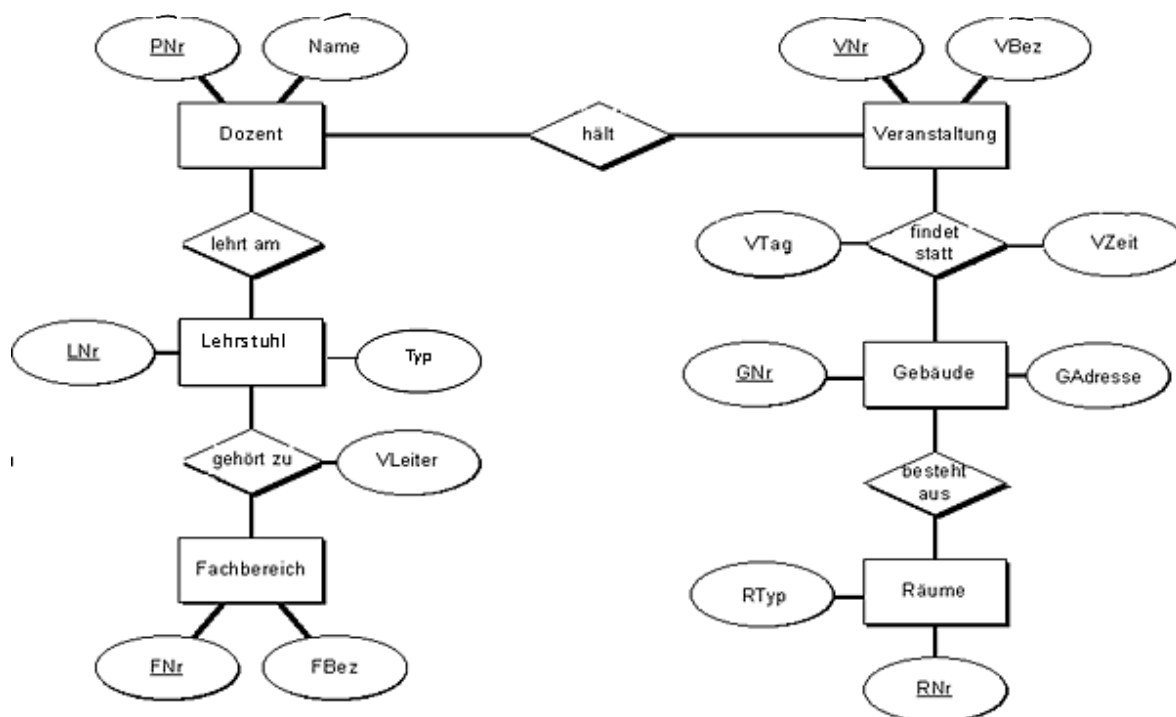 PNr
Name
VNr
VBez
Dozent
hält
Veranstaltung
lehrt am
VTag
findet
statt
VZeit
LNr
Lehrstuhl
Typ
GNr
Gebäude
GAdresse
gehört zu
VLeiter
besteht
aus
Fachbereich
RTyp
Räume
FNr
FBez
RNr